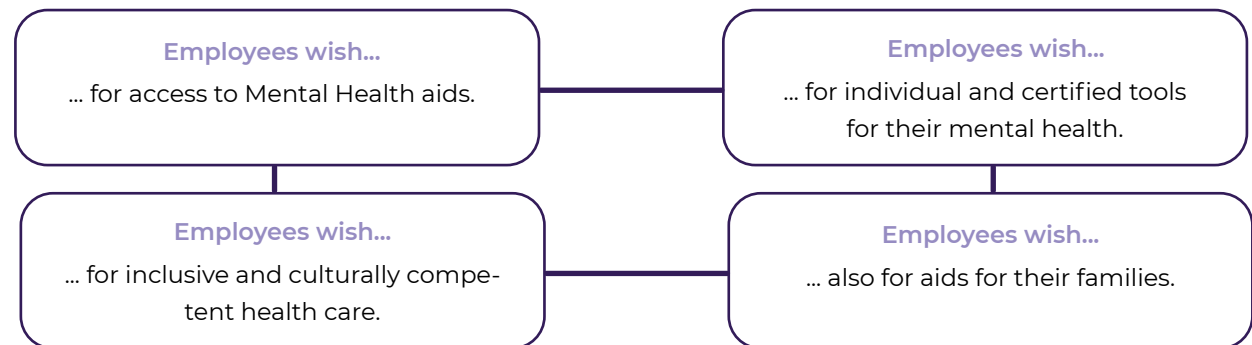 Employees wish...
... for access to Mental Health aids.
Employees wish...
... for individual and certified tools
for their mental health.
Employees wish...
... for inclusive and culturally compe-
tent health care.
Employees wish...
... also for aids for their families.